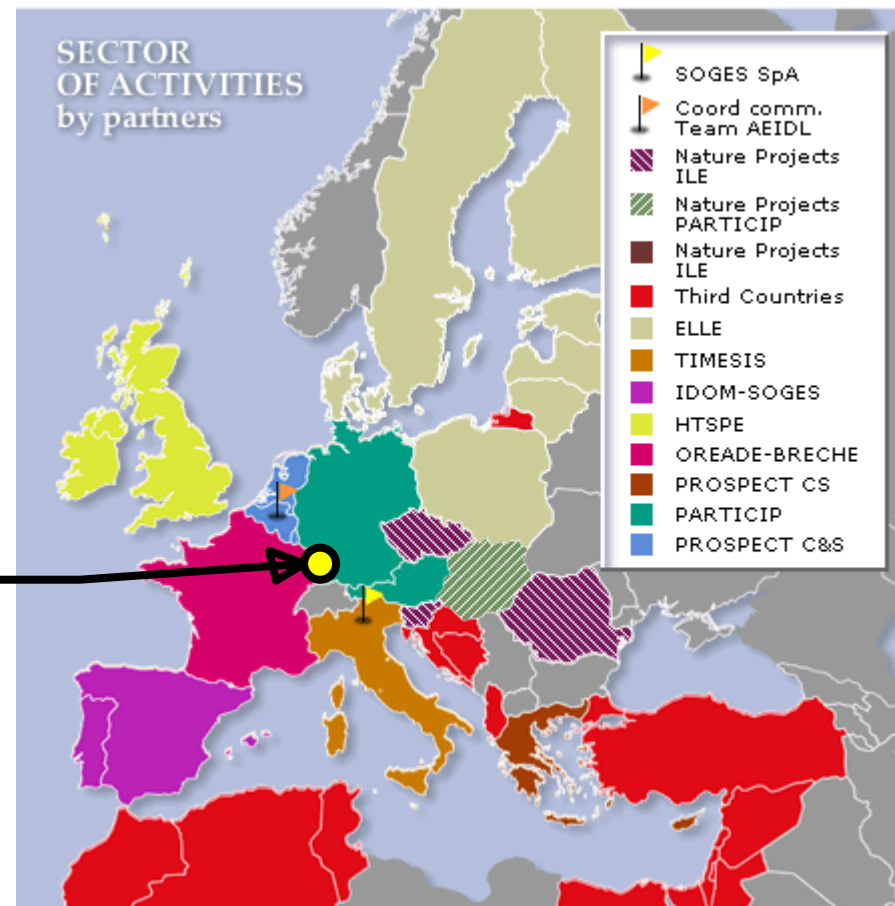 SECTOR
OF ACTIVITIES
by partners
SOGES SpA
Coord comm.
Team AEIDL
Nature Projects
ILE
Nature Projects
PARTICIP
Nature Projects
ILE
Third Countries
ELLE
TIMESIS
IDOM-SOGES
HTSPE
OREADE-BRECHE
PROSPECT CS
PARTICIP
PROSPECT C&S